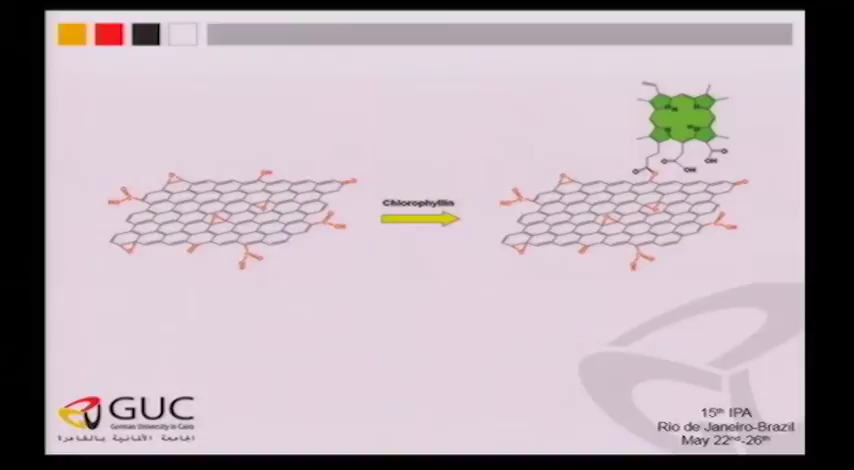 Chlorophyllin
GUC
German University in Cairo
الجامعة الألمانية بالقاهرة
15th IPA
Rio de Janeiro-Brazil
May 22nd-26th